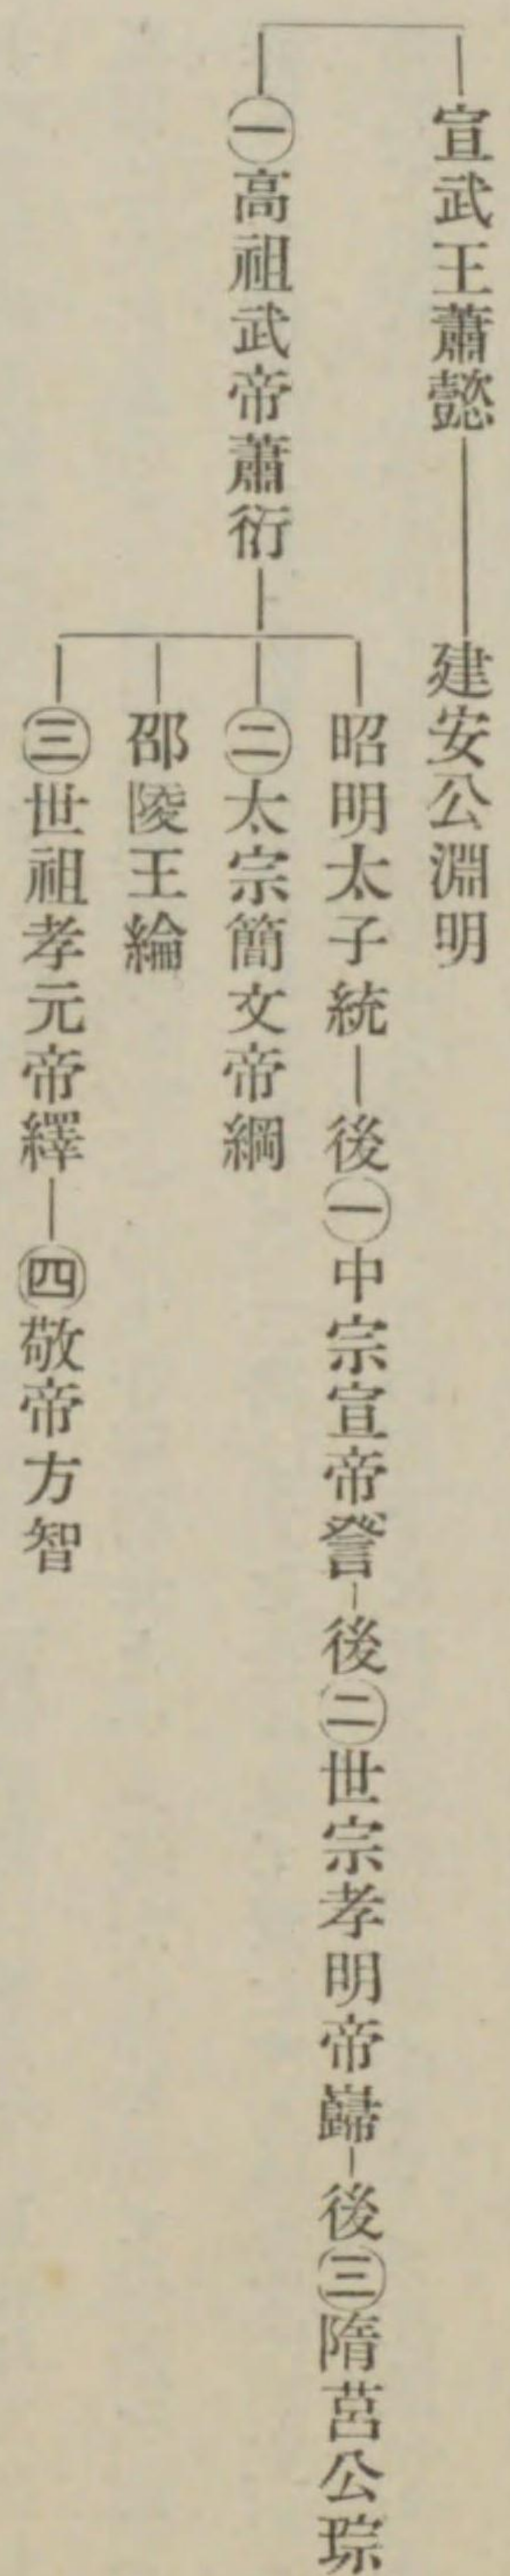 宣武王蕭懿
建安公淵明
㊀高祖武帝蕭衍
昭明太子統
後㊀中宗宣帝詧
後㊁世宗孝明帝巋
後㊂隋莒公琮
㊁太宗簡文帝綱
邵陵王綸
㊂世祖孝元帝繹
㊃敬帝方智